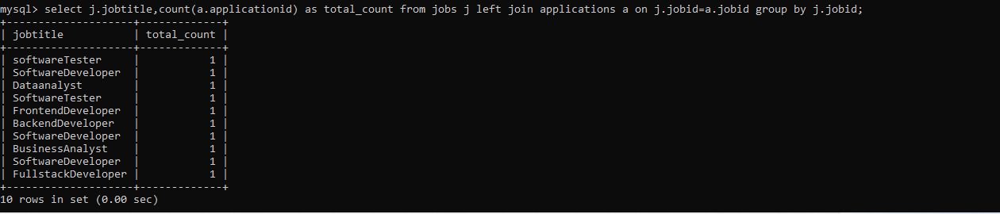 mysql> select j.jobtitle,count(a.applicationid) as total_count from jobs j left join applications a on j.jobid=a.jobid group by j.jobid;
+--------------------+-------------+
| jobtitle           | total_count |
+--------------------+-------------+
| softwareTester     |           1 |
| SoftwareDeveloper  |           1 |
| Dataanalyst        |           1 |
| SoftwareTester     |           1 |
| FrontendDeveloper  |           1 |
| BackendDeveloper   |           1 |
| SoftwareDeveloper  |           1 |
| BusinessAnalyst    |           1 |
| SoftwareDeveloper  |           1 |
| FullstackDeveloper |           1 |
+--------------------+-------------+
10 rows in set (0.00 sec)